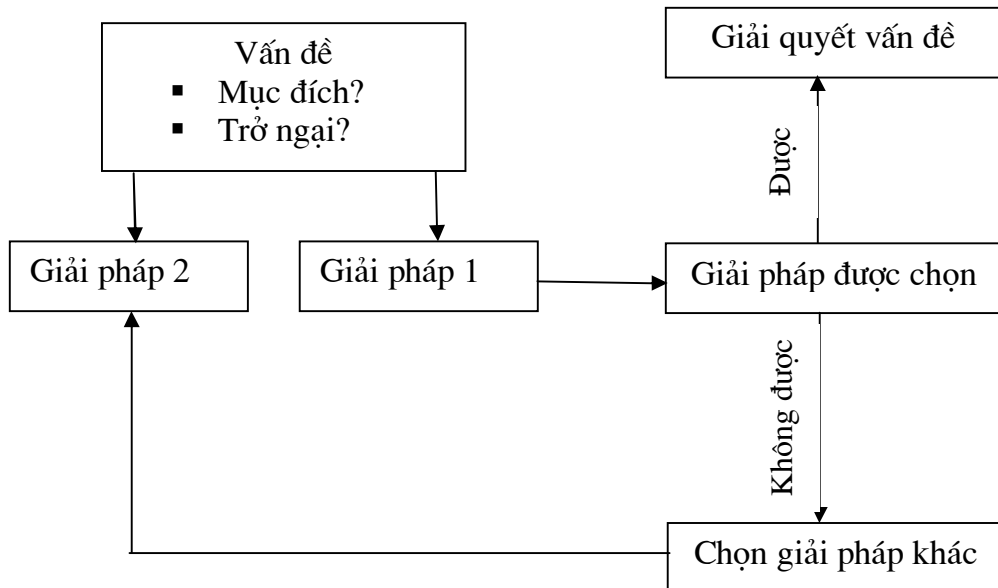 Vấn đề
▪ Mục đích?
▪ Trở ngại?
Giải quyết vấn đề
Được
Giải pháp 2
Giải pháp 1
Giải pháp được chọn
Không được
Chọn giải pháp khác